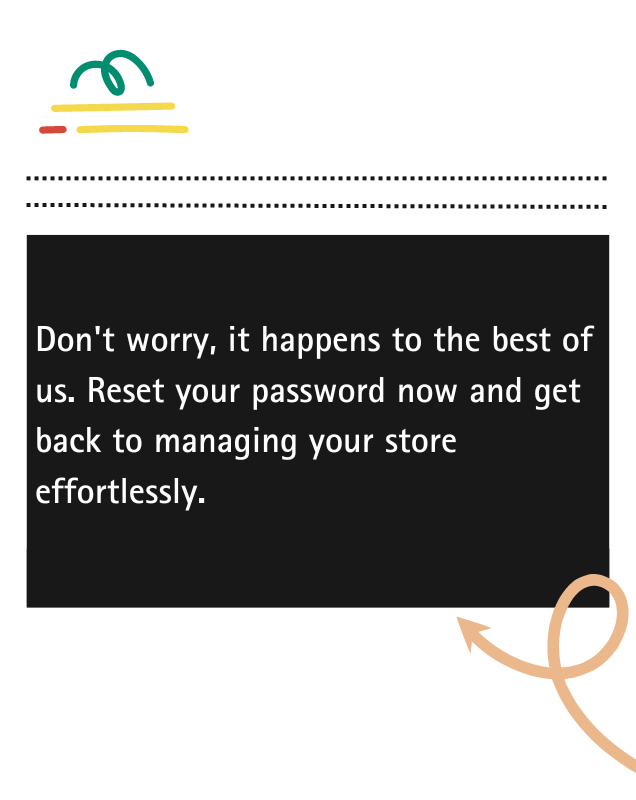 Don't worry, it happens to the best of
us. Reset your password now and get
back to managing your store
effortlessly.